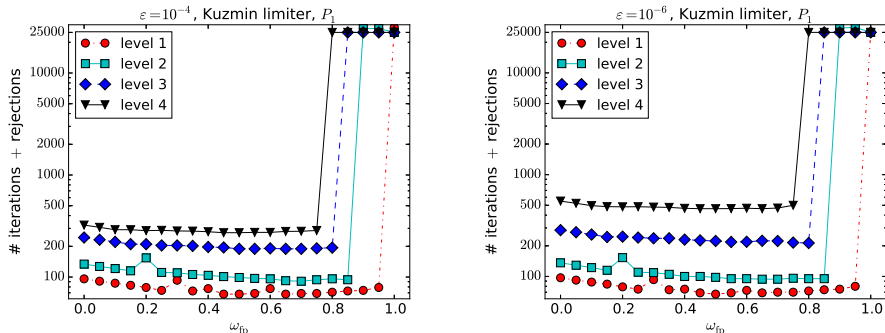 ε=10⁻⁴, Kuzmin limiter, P₁
# iterations + rejections
25000
10000
5000
2000
1000
500
200
100
level 1
level 2
level 3
level 4
0.0 0.2 0.4 0.6 0.8 1.0
ω_fp
ε=10⁻⁶, Kuzmin limiter, P₁
# iterations + rejections
25000
10000
5000
2000
1000
500
200
100
level 1
level 2
level 3
level 4
0.0 0.2 0.4 0.6 0.8 1.0
ω_fp